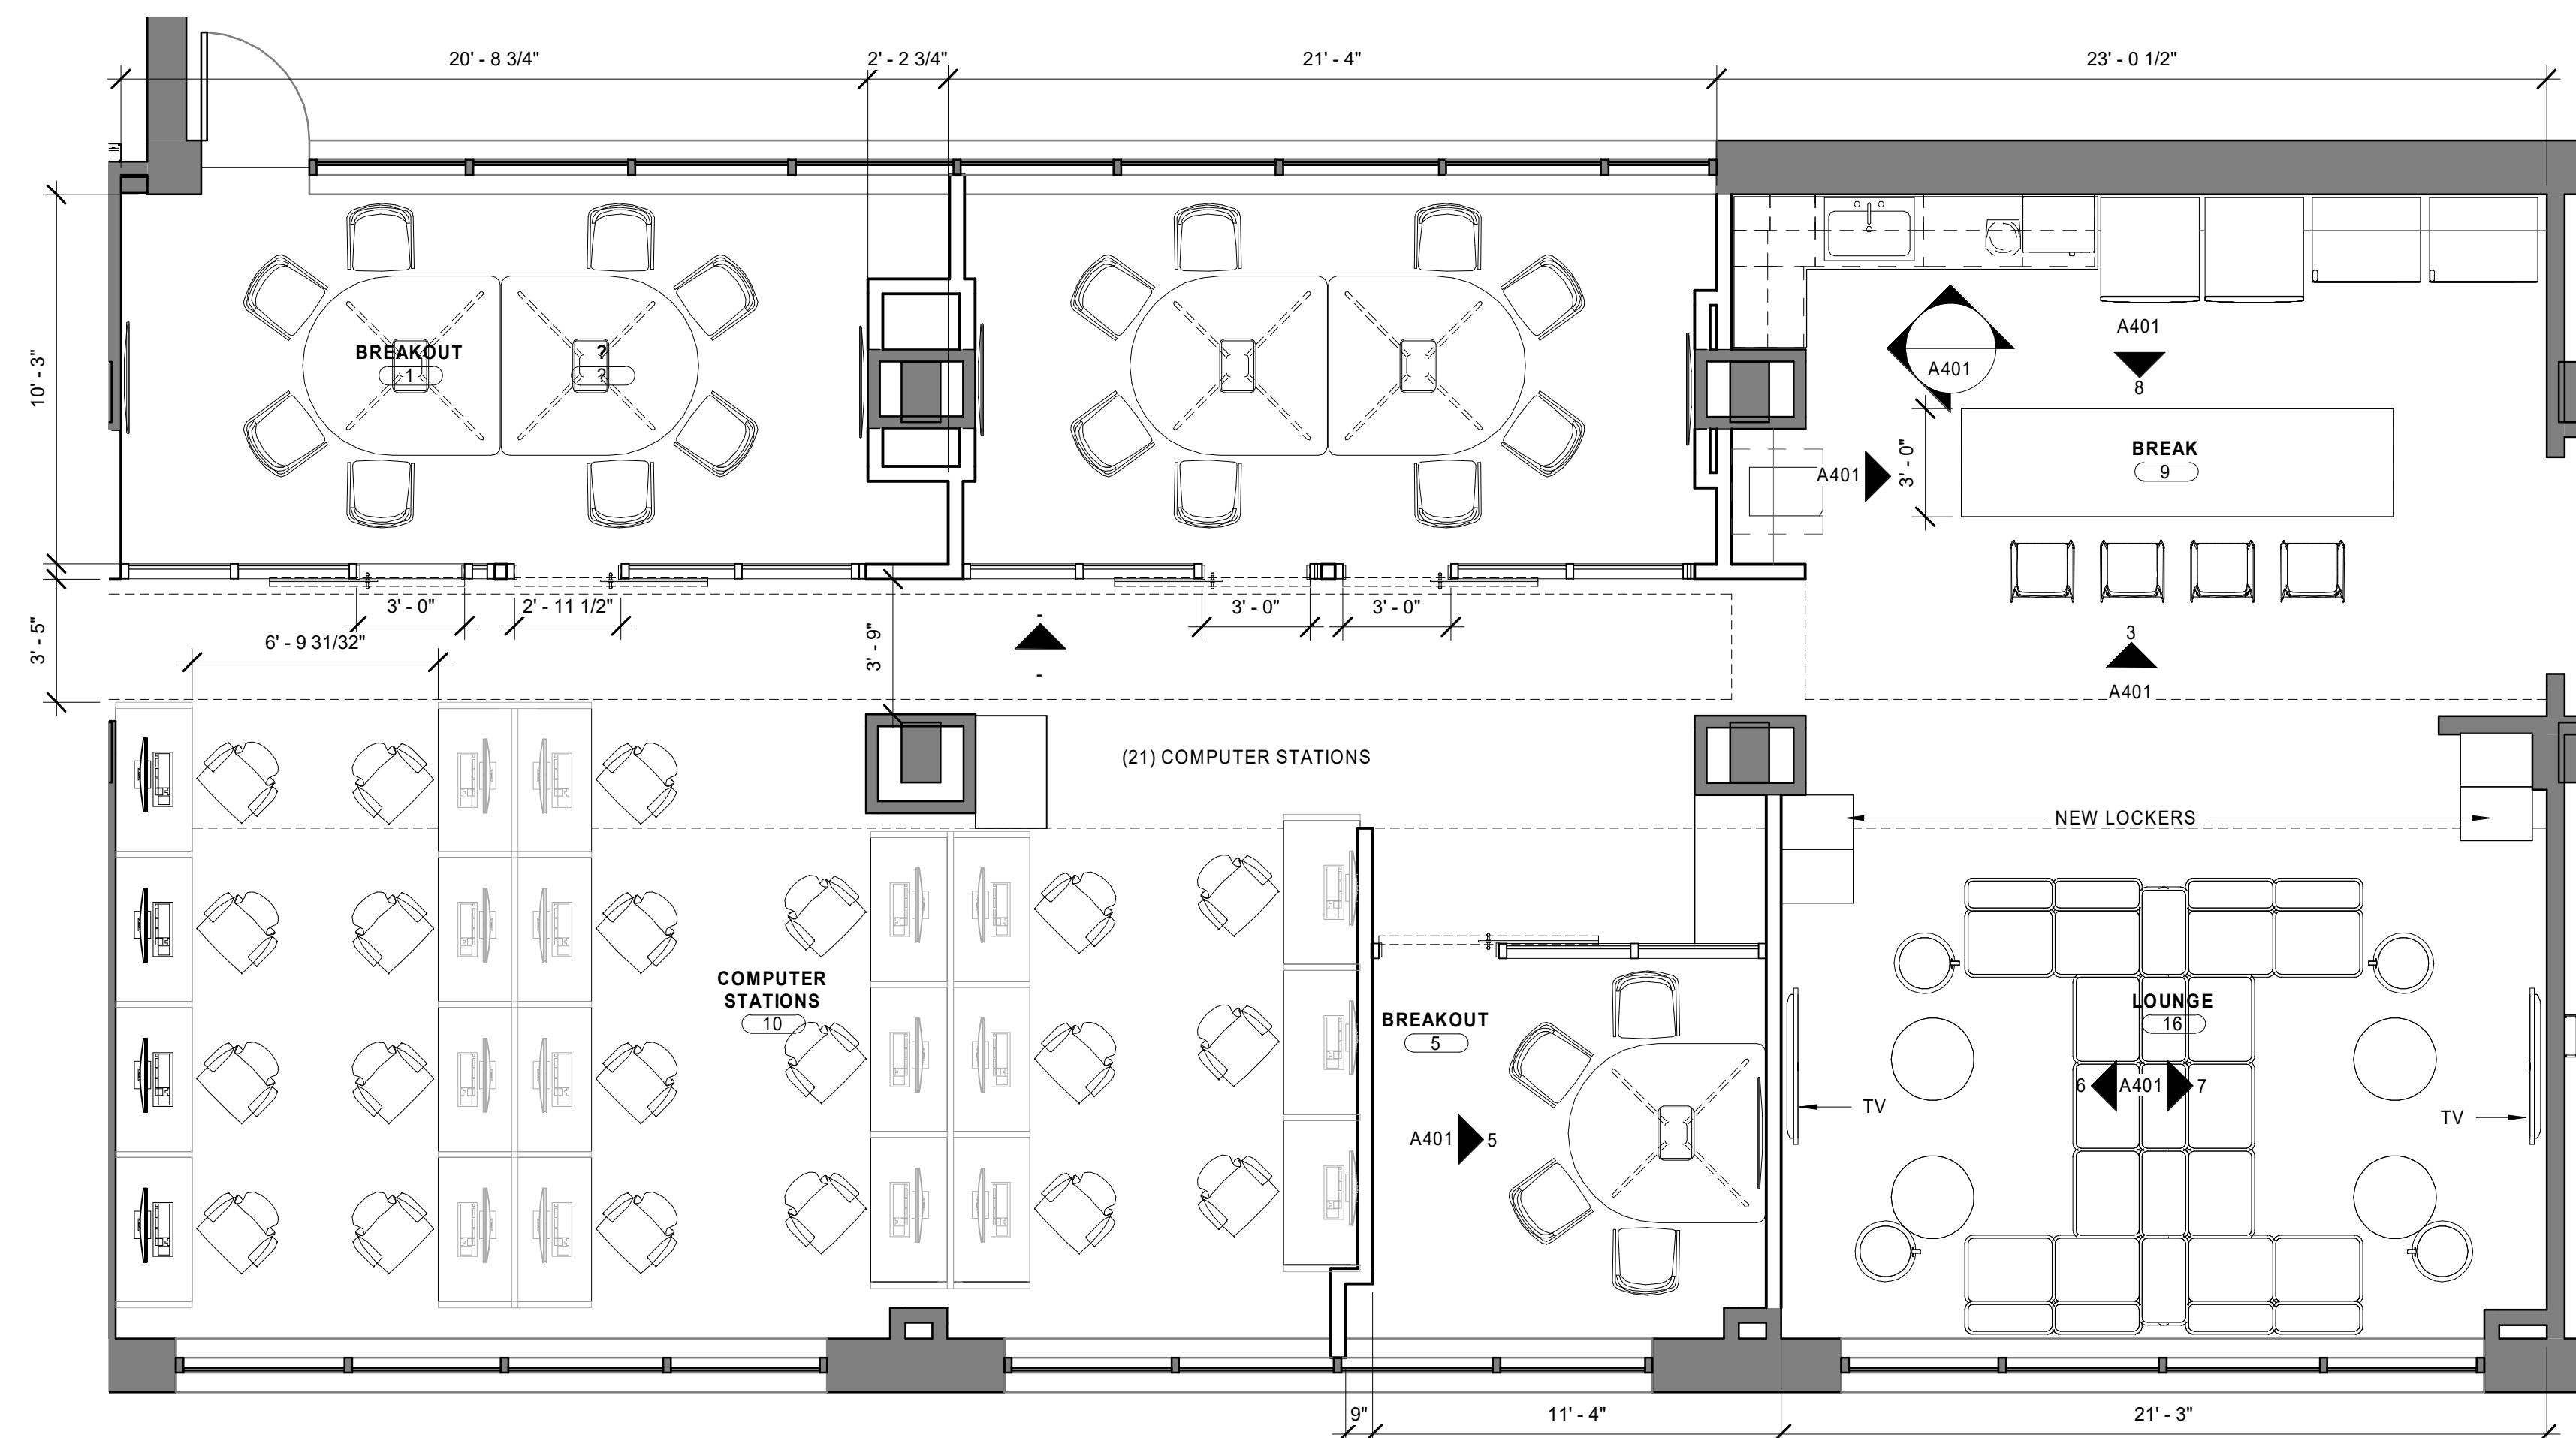 20' - 8 3/4"
2' - 2 3/4"
21' - 4"
23' - 0 1/2"
10' - 3"
BREAKOUT
1
?
?
A401
A401
8
3' - 0"
BREAK
9
A401
3' - 5"
3' - 0"
2' - 11 1/2"
6' - 9 31/32"
3' - 9"
-
-
3' - 0"
3' - 0"
3
A401
(21) COMPUTER STATIONS
NEW LOCKERS
COMPUTER
STATIONS
10
BREAKOUT
5
LOUNGE
16
6
A401
7
TV
TV
A401
5
9"
11' - 4"
21' - 3"